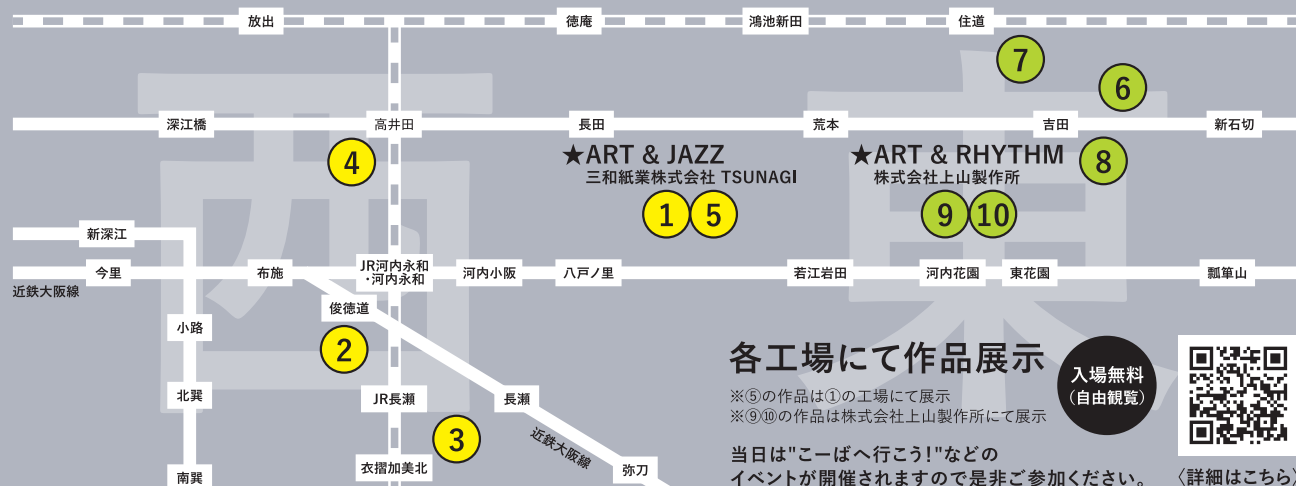 放出
徳庵
鴻池新田
住道
7
6
深江橋
高井田
長田
荒本
吉田
新石切
4
★ART & JAZZ
三和紙業株式会社 TSUNAGI
1
5
★ART & RHYTHM
株式会社上山製作所
8
9
10
西
東
新深江
今里
布施
JR河内永和
・河内永和
河内小阪
八戸ノ里
若江岩田
河内花園
東花園
瓢箪山
近鉄大阪線
俊徳道
小路
2
北巽
JR長瀬
長瀬
3
近鉄大阪線
南巽
衣摺加美北
弥刀
各工場にて作品展示
※⑤の作品は①の工場にて展示
※⑨⑩の作品は株式会社上山製作所にて展示
入場無料
（自由観覧）
当日は"こーばへ行こう!"などの
イベントが開催されますので是非ご参加ください。
〈詳細はこちら〉